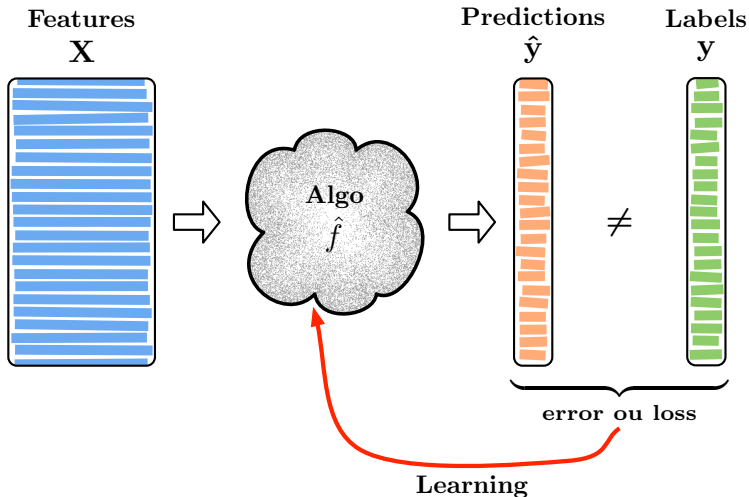 Features
X
Predictions
ŷ
Labels
y
Algo
f̂
≠
error ou loss
Learning